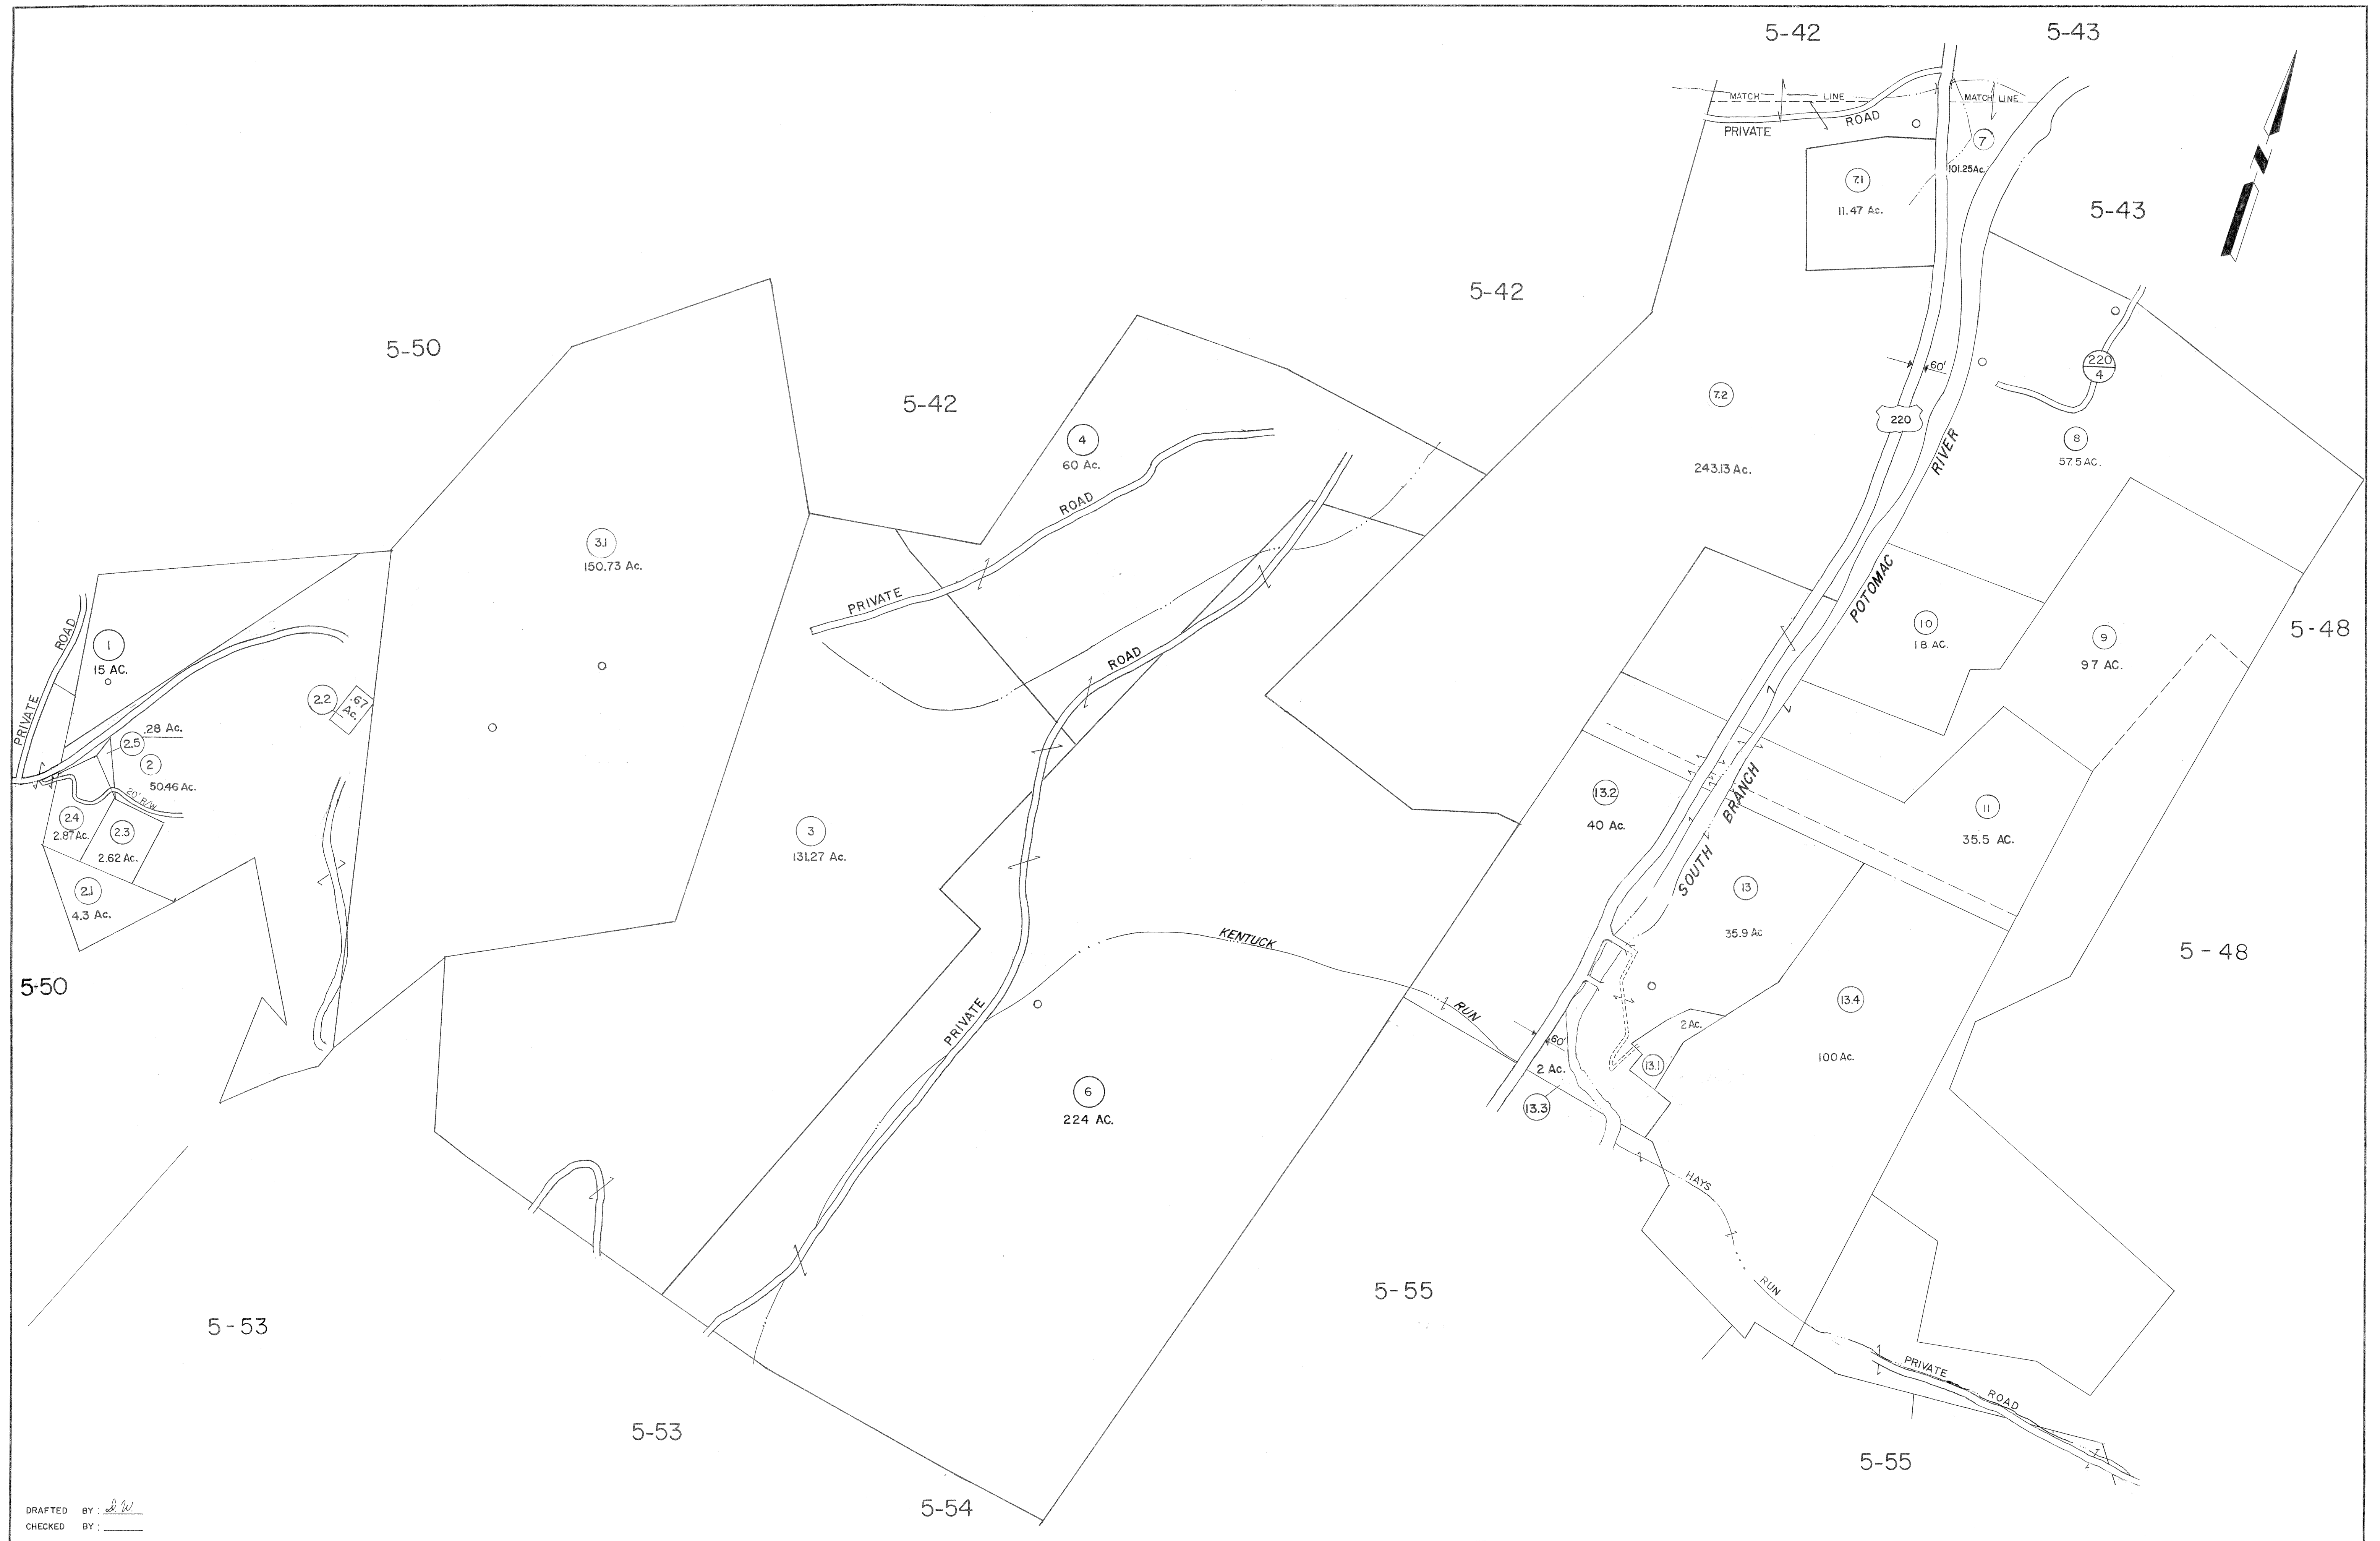 5-42
5-43
MATCH LINE
MATCH LINE
PRIVATE ROAD
7
101.25Ac.
7.1
11.47 Ac.
5-43
5-42
5-50
5-42
60'
220
4
7.2
220
4
60 Ac.
8
57.5 AC.
243.13 Ac.
RIVER
ROAD
3.1
150.73 Ac.
POTOMAC
PRIVATE
10
18 AC.
9
97 AC.
5-48
ROAD
1
15 AC.
ROAD
2.2
.67
Ac.
PRIVATE
.28 Ac.
2.5
2
50.46 Ac.
20' R/W
13.2
40 Ac.
BRANCH
11
35.5 AC.
2.4
2.87Ac.
2.3
2.62 Ac.
3
131.27 Ac.
SOUTH
13
35.9 Ac
2.1
4.3 Ac.
KENTUCK
5-48
5-50
RUN
PRIVATE
13.4
100 Ac.
2 Ac.
60'
2 Ac.
13.1
13.3
6
224 AC.
HAYS
RUN
5-55
5-53
PRIVATE
ROAD
5-53
5-55
5-54
DRAFTED BY: D.W.
CHECKED BY: